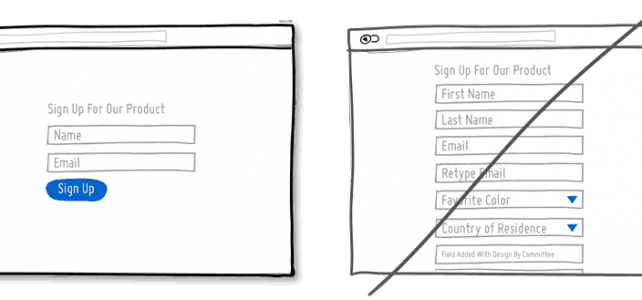 Sign Up For Our Product
Name
Email
Sign Up
Sign Up For Our Product
First Name
Last Name
Email
Retype Email
Favorite Color
Country of Residence
Field Added With Design By Committee